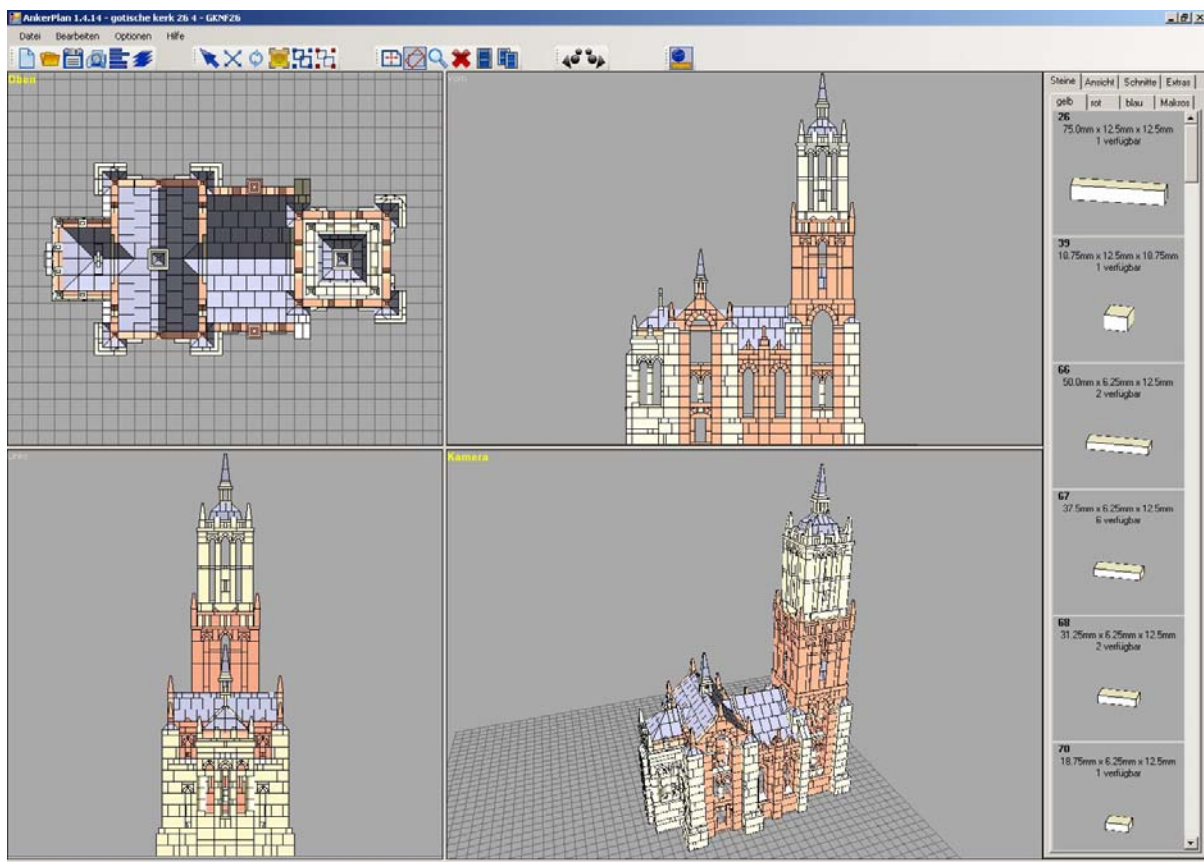 AnkerPlan 1.4.14 - gotische kerk 26 4 - GKNF26
Datei Bearbeiten Optionen Hilfe
Oben
Vorn
Links
Kamera
Steine Ansicht Schnitte Extras
gelb rot blau Makros
26
75.0mm x 12.5mm x 12.5mm
1 verfügbar
39
18.75mm x 12.5mm x 18.75mm
1 verfügbar
66
50.0mm x 6.25mm x 12.5mm
2 verfügbar
67
37.5mm x 6.25mm x 12.5mm
6 verfügbar
68
31.25mm x 6.25mm x 12.5mm
2 verfügbar
70
18.75mm x 6.25mm x 12.5mm
1 verfügbar